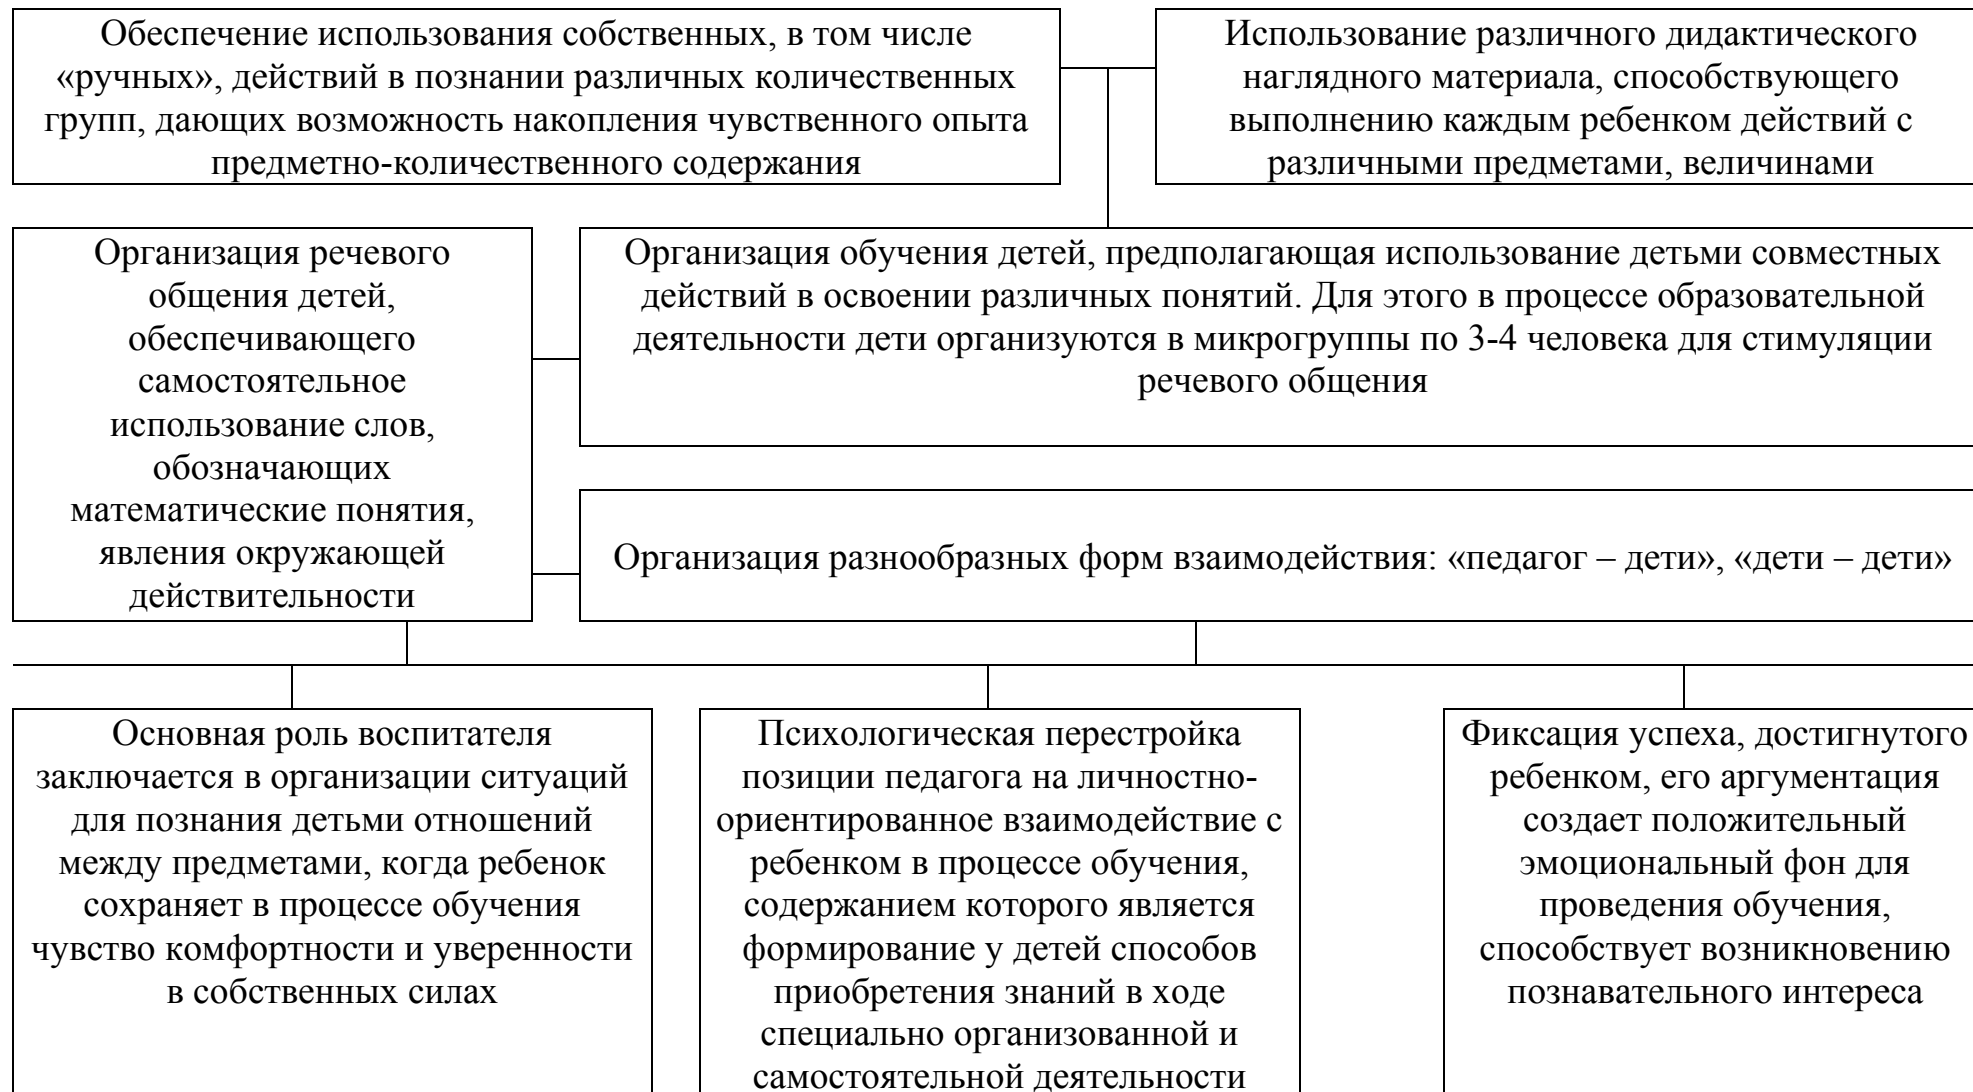 Обеспечение использования собственных, в том числе
«ручных», действий в познании различных количественных
групп, дающих возможность накопления чувственного опыта
предметно-количественного содержания
Использование различного дидактического
наглядного материала, способствующего
выполнению каждым ребенком действий с
различными предметами, величинами
Организация речевого
общения детей,
обеспечивающего
самостоятельное
использование слов,
обозначающих
математические понятия,
явления окружающей
действительности
Организация обучения детей, предполагающая использование детьми совместных
действий в освоении различных понятий. Для этого в процессе образовательной
деятельности дети организуются в микрогруппы по 3-4 человека для стимуляции
речевого общения
Организация разнообразных форм взаимодействия: «педагог – дети», «дети – дети»
Основная роль воспитателя
заключается в организации ситуаций
для познания детьми отношений
между предметами, когда ребенок
сохраняет в процессе обучения
чувство комфортности и уверенности
в собственных силах
Психологическая перестройка
позиции педагога на личностно-
ориентированное взаимодействие с
ребенком в процессе обучения,
содержанием которого является
формирование у детей способов
приобретения знаний в ходе
специально организованной и
самостоятельной деятельности
Фиксация успеха, достигнутого
ребенком, его аргументация
создает положительный
эмоциональный фон для
проведения обучения,
способствует возникновению
познавательного интереса